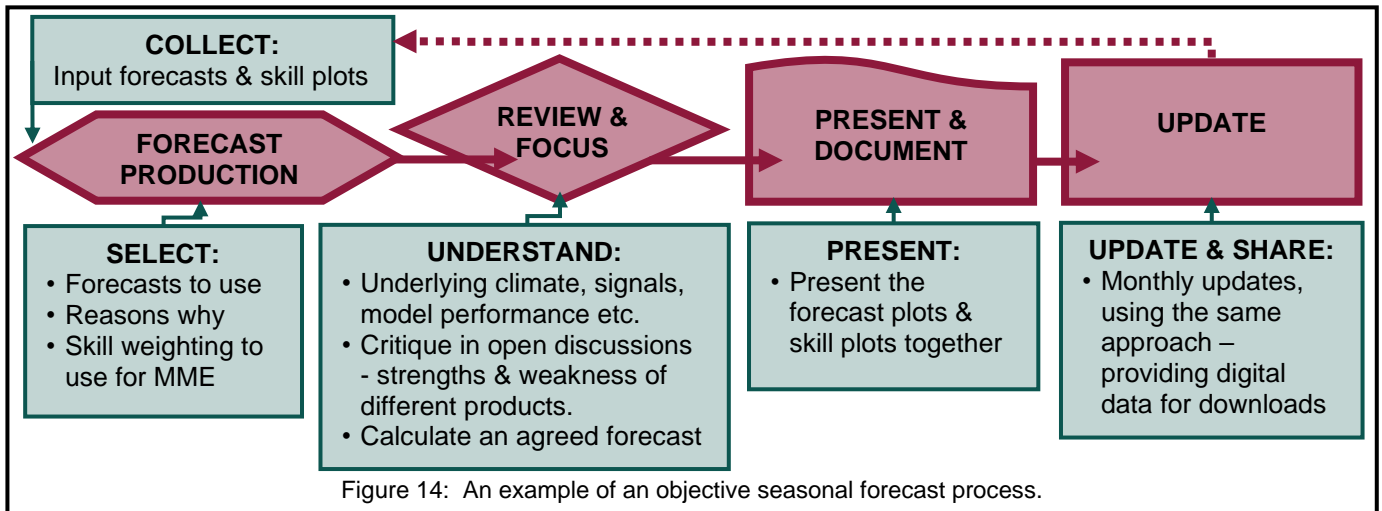 COLLECT:
Input forecasts & skill plots
FORECAST
PRODUCTION
REVIEW &
FOCUS
PRESENT &
DOCUMENT
UPDATE
SELECT:
• Forecasts to use
• Reasons why
• Skill weighting to
use for MME
UNDERSTAND:
• Underlying climate, signals,
model performance etc.
• Critique in open discussions
- strengths & weakness of
different products.
• Calculate an agreed forecast
PRESENT:
• Present the
forecast plots &
skill plots together
UPDATE & SHARE:
• Monthly updates,
using the same
approach –
providing digital
data for downloads
Figure 14: An example of an objective seasonal forecast process.